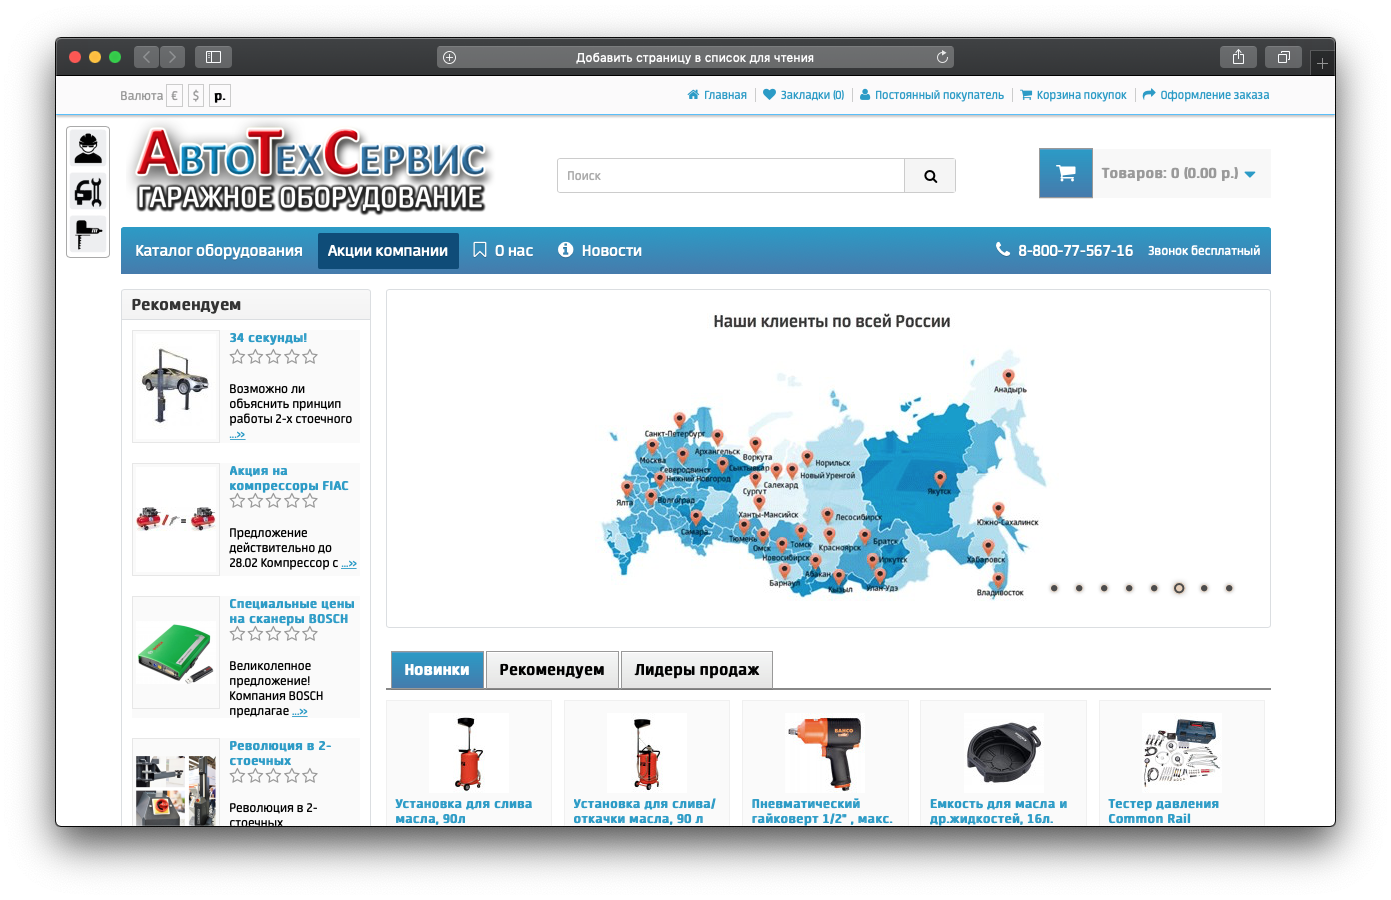 Добавить страницу в список для чтения
Валюта € $ р.
Главная Закладки (0) Постоянный покупатель Корзина покупок Оформление заказа
АвтоТехСервис
ГАРАЖНОЕ ОБОРУДОВАНИЕ
Поиск
Товаров: 0 (0.00 р.)
Каталог оборудования Акции компании О нас Новости 8-800-77-567-16 Звонок бесплатный
Рекомендуем
34 секунды!
Возможно ли
объяснить принцип
работы 2-х стоечного
...»
Акция на
компрессоры FIAC
Предложение
действительно до
28.02 Компрессор с ...»
Специальные цены
на сканеры BOSCH
Великолепное
предложение!
Компания BOSCH
предлагае ...»
Революция в 2-
стоечных
Революция в 2-
стоечных
Наши клиенты по всей России
Анадырь
Санкт-Петербург
Архангельск
Москва
Воркута
Норильск
Северодвинск
Сыктывкар
Новый Уренгой
Нижний Новгород
Салехард
Сургут
Якутск
Ялта
Волгоград
Ханты-Мансийск
Лесосибирск
Южно-Сахалинск
Самара
Тюмень
Омск
Томск
Красноярск
Братск
Новосибирск
Иркутск
Хабаровск
Абакан
Барнаул
Кызыл
Улан-Удэ
Владивосток
Новинки Рекомендуем Лидеры продаж
Установка для слива
масла, 90л
Установка для слива/
откачки масла, 90 л
BAHCO
Пневматический
гайковерт 1/2" , макс.
Емкость для масла и
др.жидкостей, 16л.
Тестер давления
Common Rail